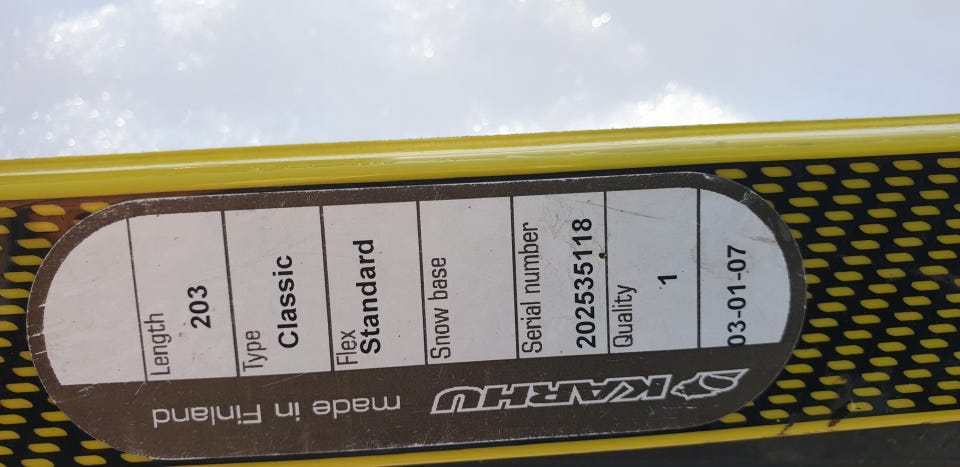 Length
203
Type
Classic
Flex
Standard
Snow base
Serial number
202535118
Quality
1
03-01-07
KARHU
made in Finland